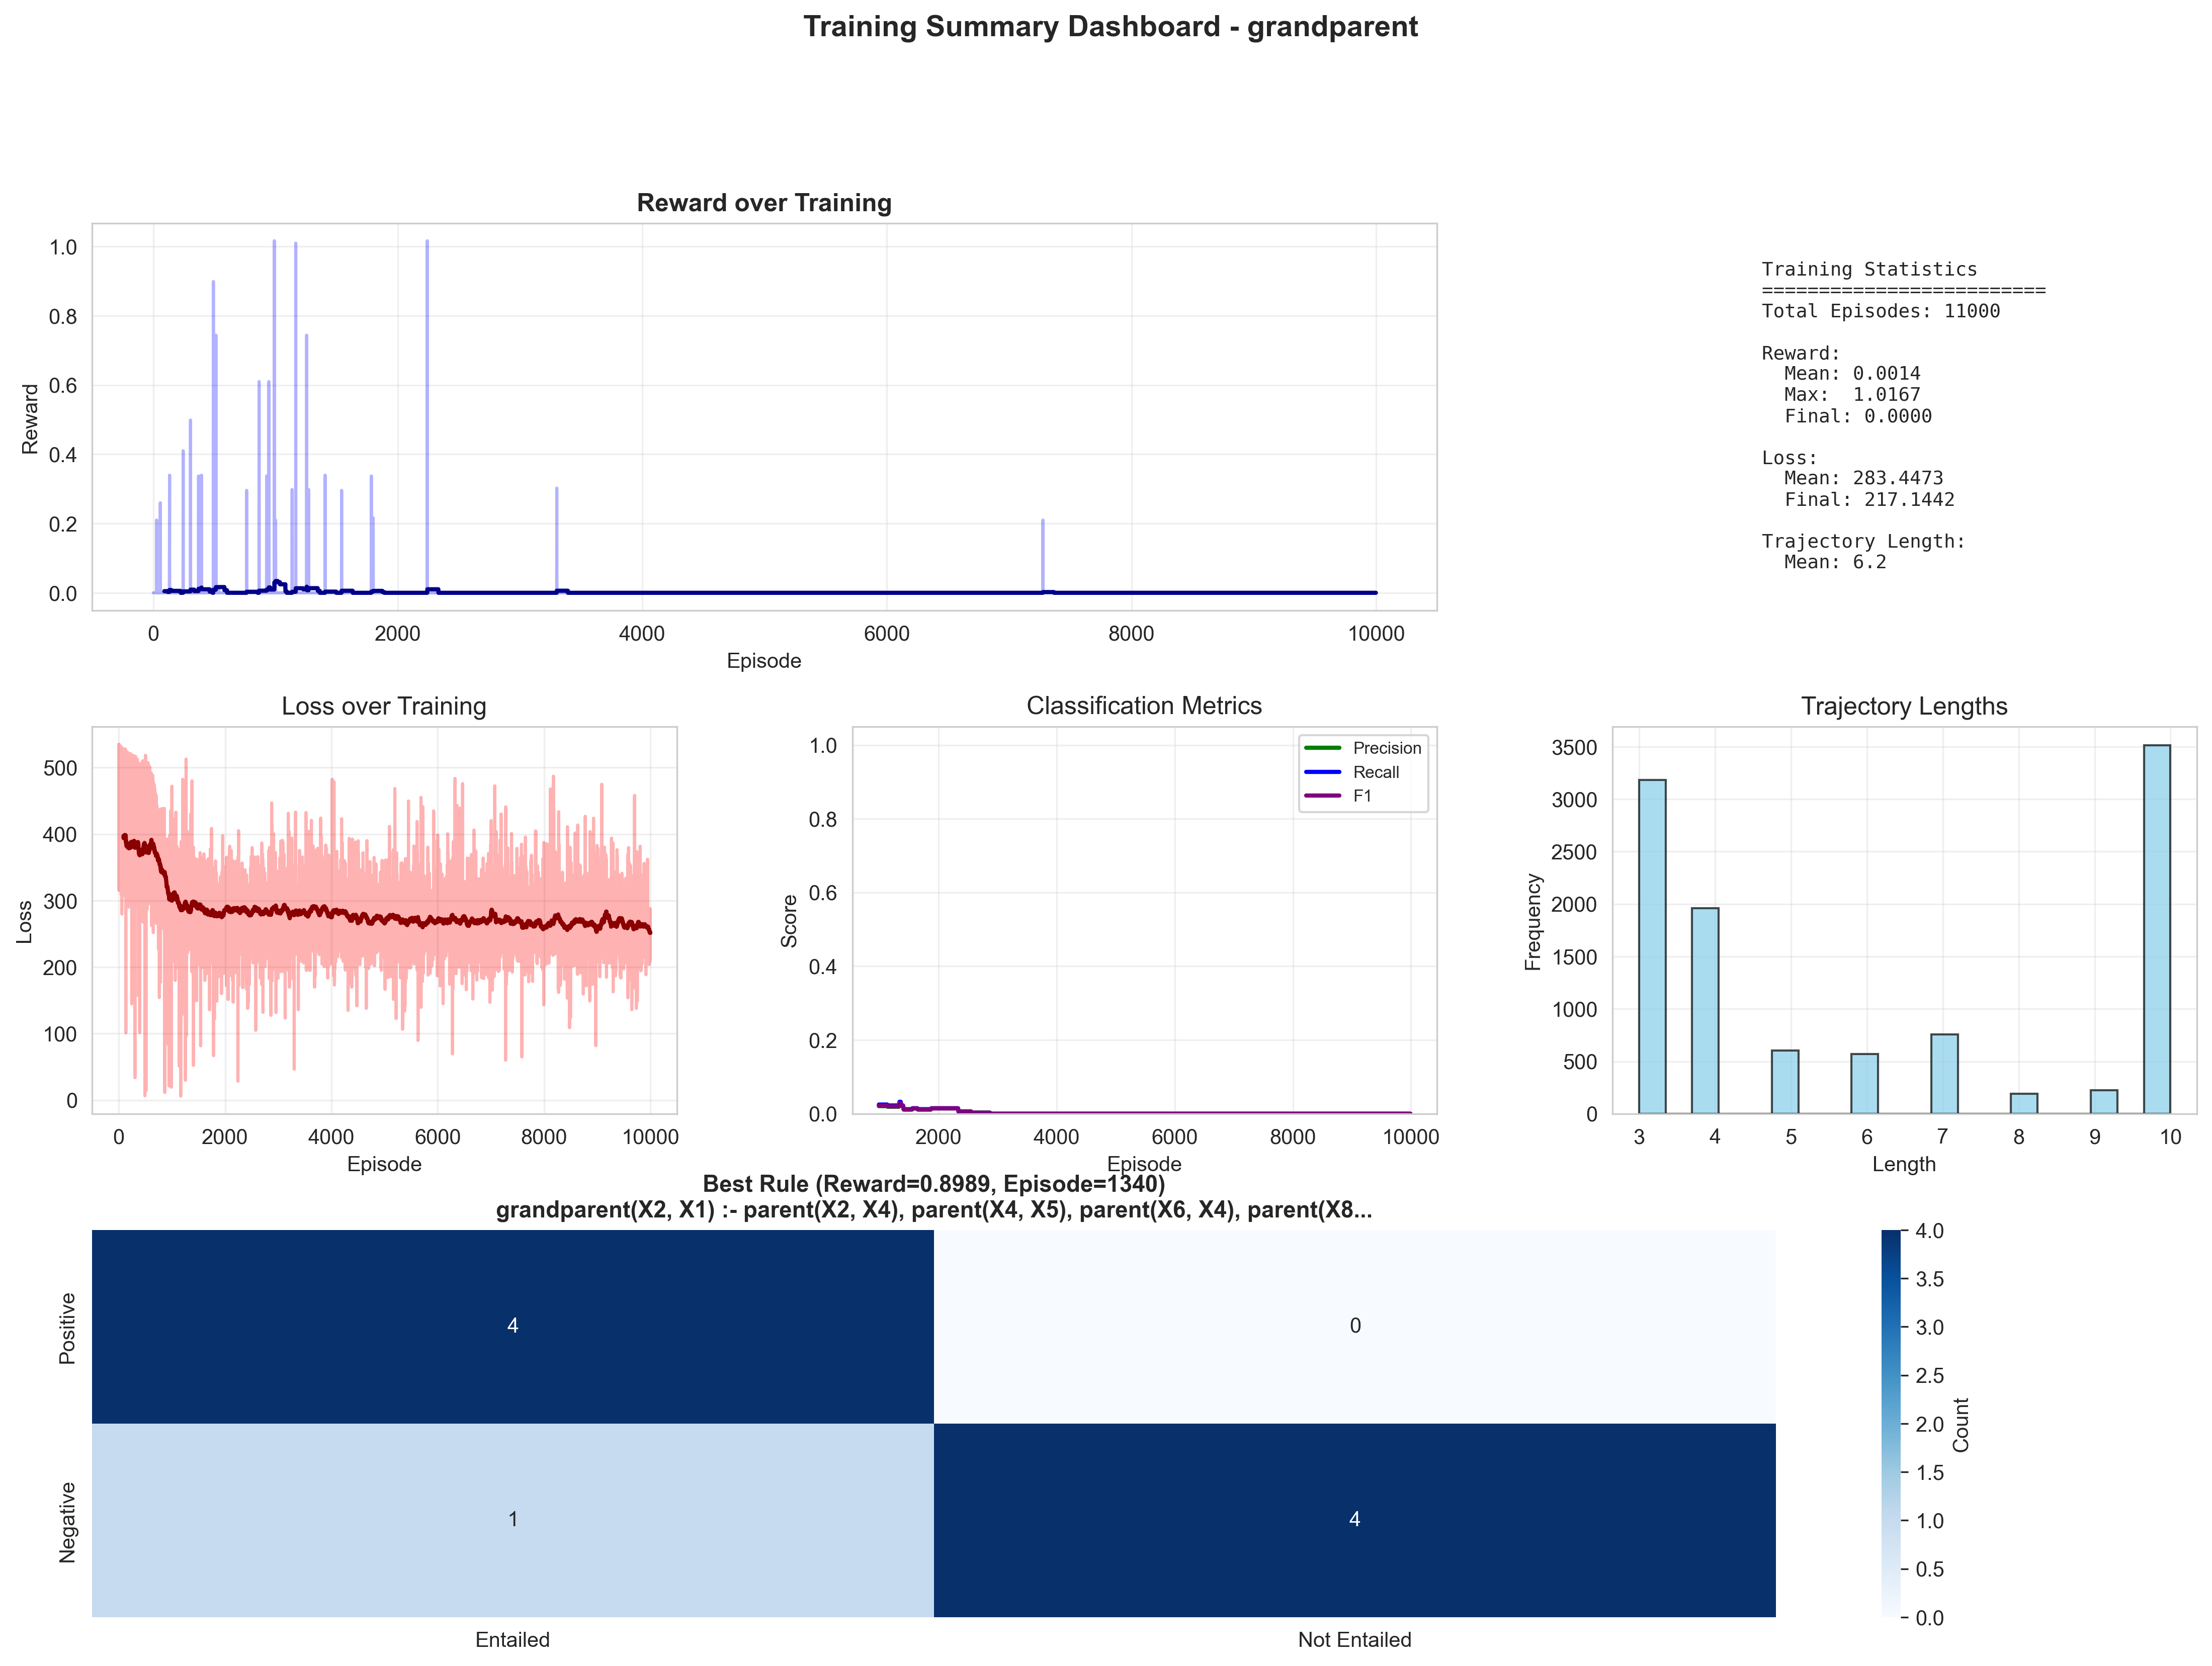 Training Summary Dashboard - grandparent
Reward over Training
Reward
1.0
0.8
0.6
0.4
0.2
0.0
0 2000 4000 6000 8000 10000
Episode
Training Statistics
=========================
Total Episodes: 11000
Reward:
Mean: 0.0014
Max: 1.0167
Final: 0.0000
Loss:
Mean: 283.4473
Final: 217.1442
Trajectory Length:
Mean: 6.2
Loss over Training
Loss
500
400
300
200
100
0
0 2000 4000 6000 8000 10000
Episode
Classification Metrics
Score
1.0
0.8
0.6
0.4
0.2
0.0
Precision
Recall
F1
2000 4000 6000 8000 10000
Episode
Trajectory Lengths
Frequency
3500
3000
2500
2000
1500
1000
500
0
3 4 5 6 7 8 9 10
Length
Best Rule (Reward=0.8989, Episode=1340)
grandparent(X2, X1) :- parent(X2, X4), parent(X4, X5), parent(X6, X4), parent(X8...
Positive
4 0
Negative
1 4
Entailed Not Entailed
4.0
3.5
3.0
2.5
2.0
1.5
1.0
0.5
0.0
Count